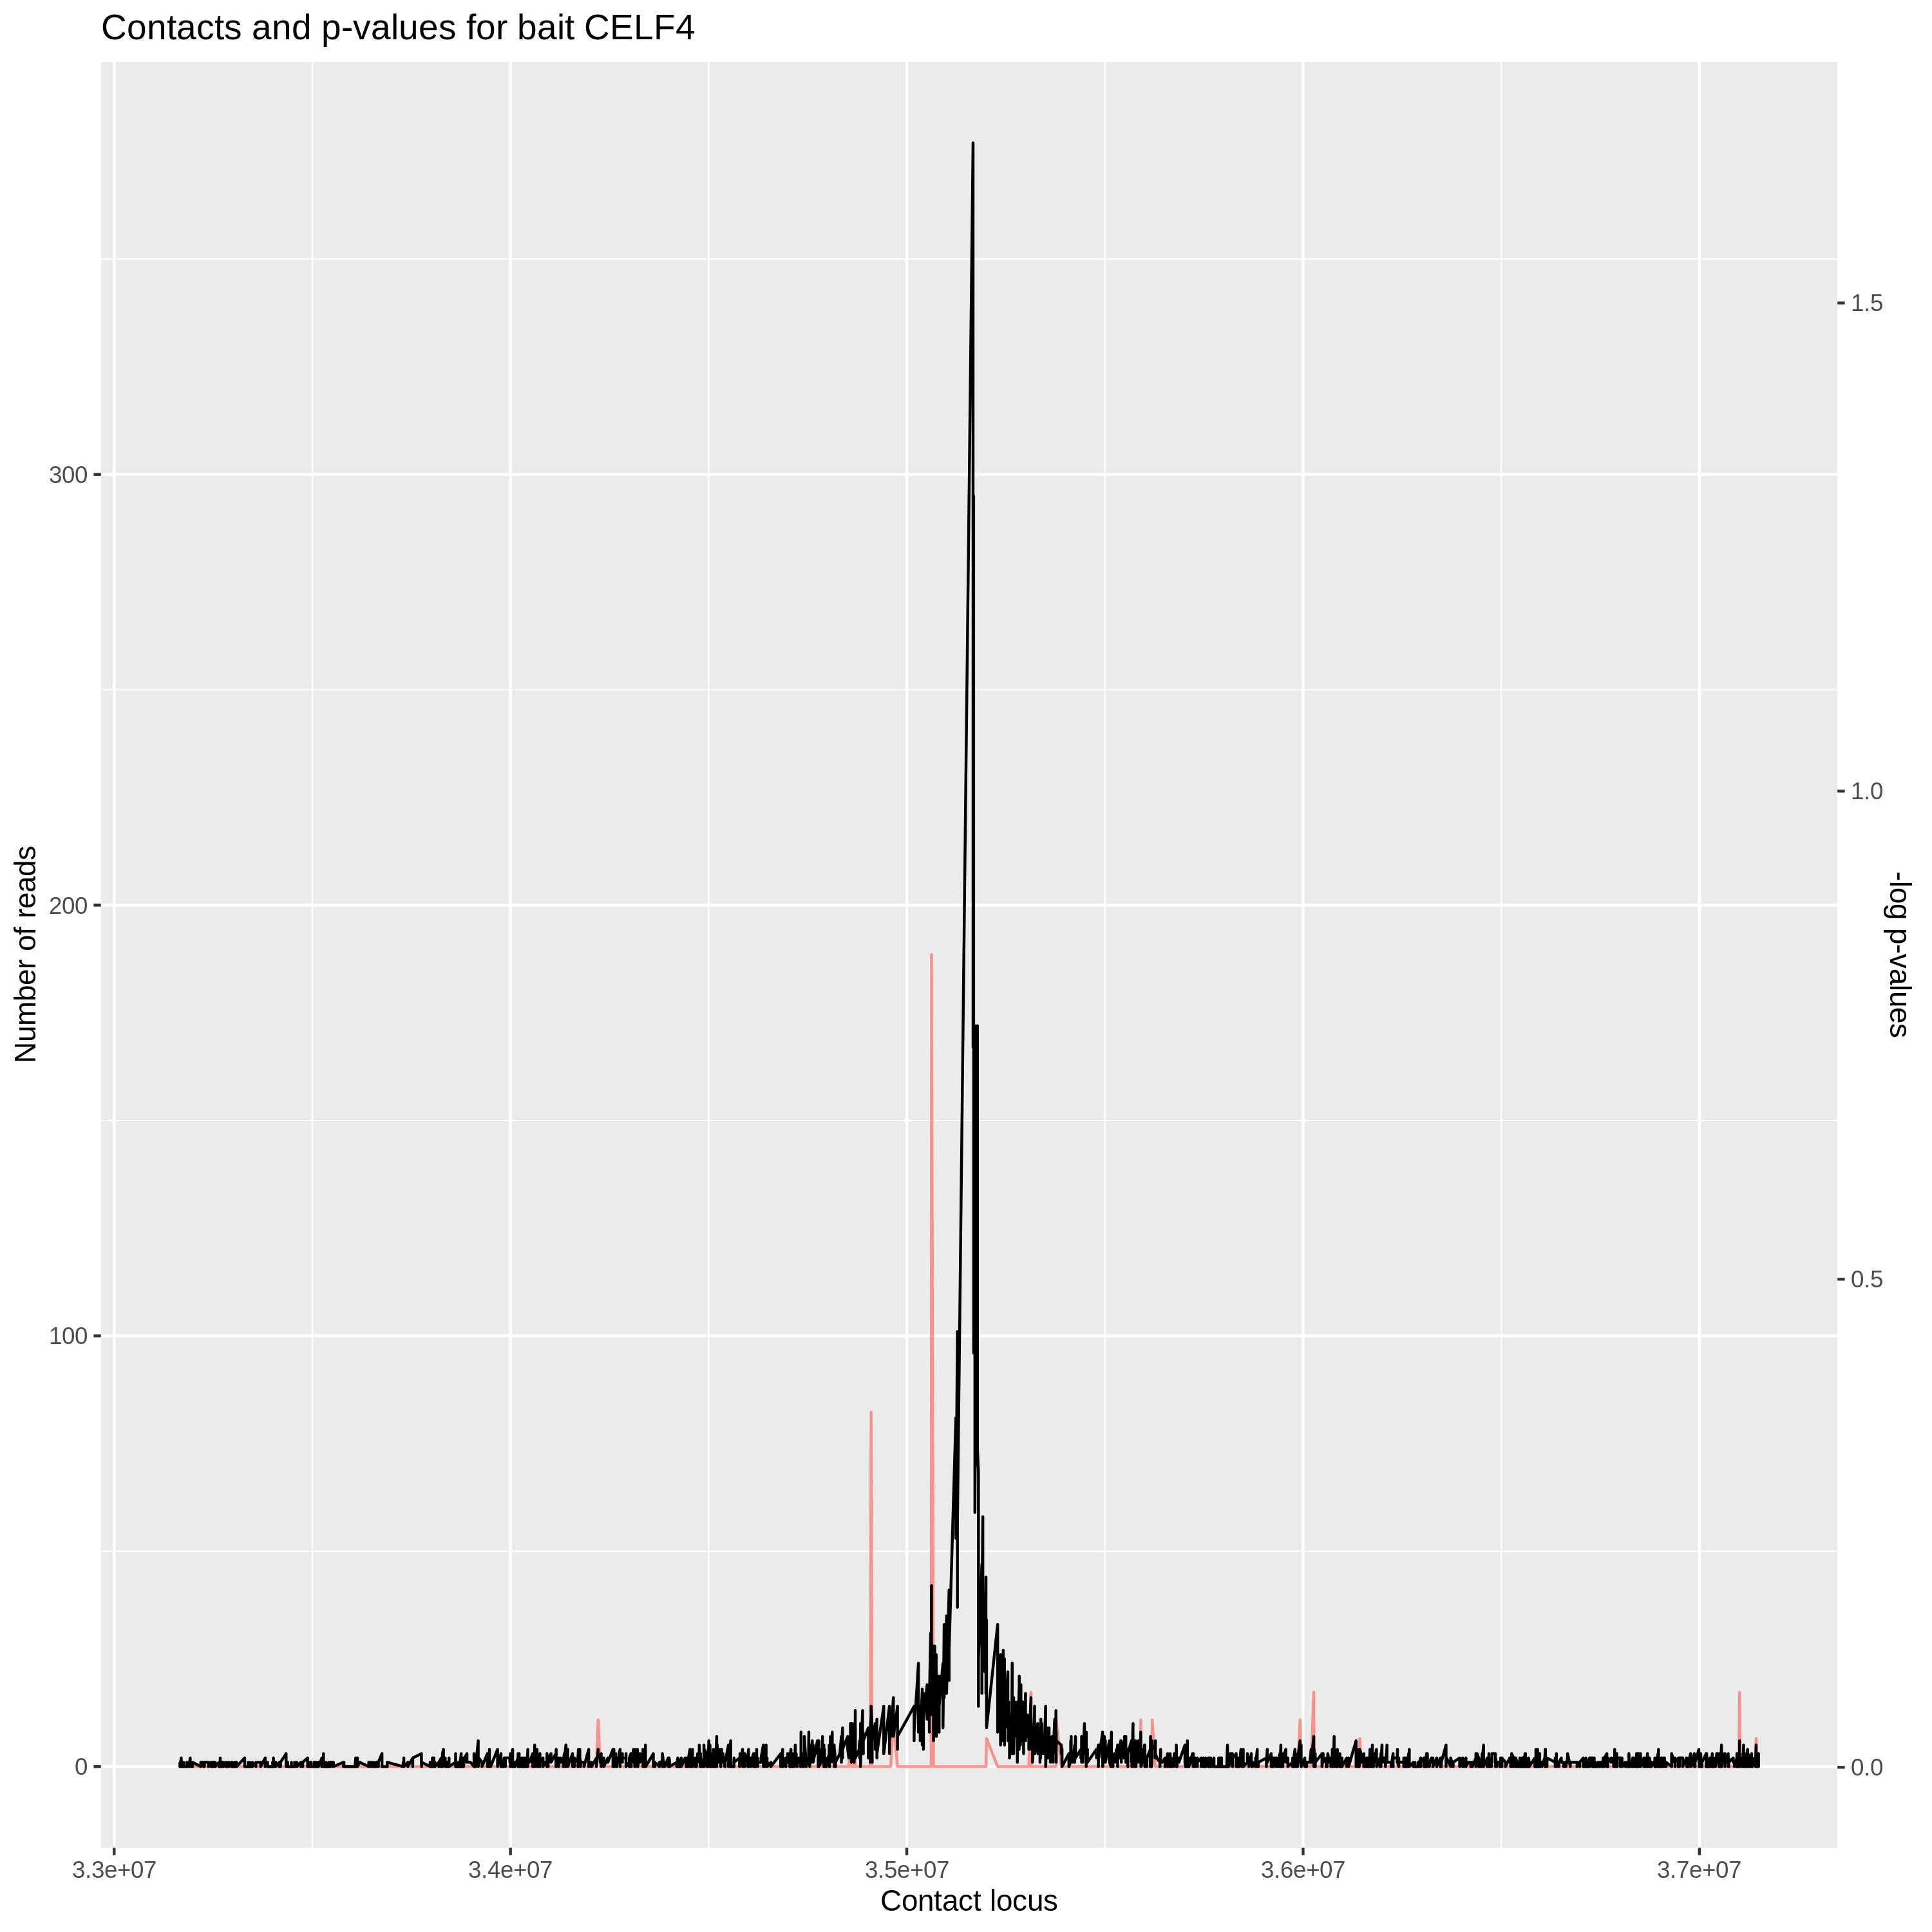 Contacts and p-values for bait CELF4
Number of reads
300
200
100
0
1.5
1.0
0.5
0.0
-log p-values
3.3e+07 3.4e+07 3.5e+07 3.6e+07 3.7e+07
Contact locus